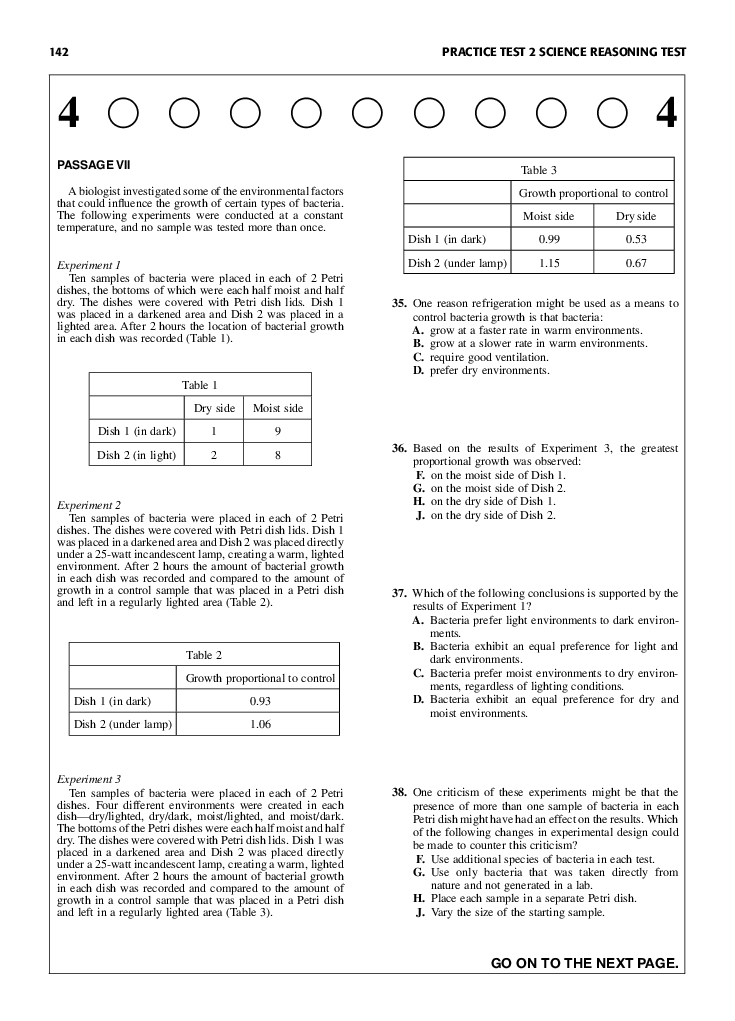 142
PRACTICE TEST 2 SCIENCE REASONING TEST
4 4
PASSAGE VII
A biologist investigated some of the environmental factors
that could influence the growth of certain types of bacteria.
The following experiments were conducted at a constant
temperature, and no sample was tested more than once.
Experiment 1
Ten samples of bacteria were placed in each of 2 Petri
dishes, the bottoms of which were each half moist and half
dry. The dishes were covered with Petri dish lids. Dish 1
was placed in a darkened area and Dish 2 was placed in a
lighted area. After 2 hours the location of bacterial growth
in each dish was recorded (Table 1).
Table 1
Dry side Moist side
Dish 1 (in dark) 1 9
Dish 2 (in light) 2 8
Experiment 2
Ten samples of bacteria were placed in each of 2 Petri
dishes. The dishes were covered with Petri dish lids. Dish 1
was placed in a darkened area and Dish 2 was placed directly
under a 25-watt incandescent lamp, creating a warm, lighted
environment. After 2 hours the amount of bacterial growth
in each dish was recorded and compared to the amount of
growth in a control sample that was placed in a Petri dish
and left in a regularly lighted area (Table 2).
Table 2
Growth proportional to control
Dish 1 (in dark) 0.93
Dish 2 (under lamp) 1.06
Experiment 3
Ten samples of bacteria were placed in each of 2 Petri
dishes. Four different environments were created in each
dish—dry/lighted, dry/dark, moist/lighted, and moist/dark.
The bottoms of the Petri dishes were each half moist and half
dry. The dishes were covered with Petri dish lids. Dish 1 was
placed in a darkened area and Dish 2 was placed directly
under a 25-watt incandescent lamp, creating a warm, lighted
environment. After 2 hours the amount of bacterial growth
in each dish was recorded and compared to the amount of
growth in a control sample that was placed in a Petri dish
and left in a regularly lighted area (Table 3).
Table 3
Growth proportional to control
Moist side Dry side
Dish 1 (in dark) 0.99 0.53
Dish 2 (under lamp) 1.15 0.67
35. One reason refrigeration might be used as a means to
control bacteria growth is that bacteria:
A. grow at a faster rate in warm environments.
B. grow at a slower rate in warm environments.
C. require good ventilation.
D. prefer dry environments.
36. Based on the results of Experiment 3, the greatest
proportional growth was observed:
F. on the moist side of Dish 1.
G. on the moist side of Dish 2.
H. on the dry side of Dish 1.
J. on the dry side of Dish 2.
37. Which of the following conclusions is supported by the
results of Experiment 1?
A. Bacteria prefer light environments to dark environ-
ments.
B. Bacteria exhibit an equal preference for light and
dark environments.
C. Bacteria prefer moist environments to dry environ-
ments, regardless of lighting conditions.
D. Bacteria exhibit an equal preference for dry and
moist environments.
38. One criticism of these experiments might be that the
presence of more than one sample of bacteria in each
Petri dish might have had an effect on the results. Which
of the following changes in experimental design could
be made to counter this criticism?
F. Use additional species of bacteria in each test.
G. Use only bacteria that was taken directly from
nature and not generated in a lab.
H. Place each sample in a separate Petri dish.
J. Vary the size of the starting sample.
GO ON TO THE NEXT PAGE.